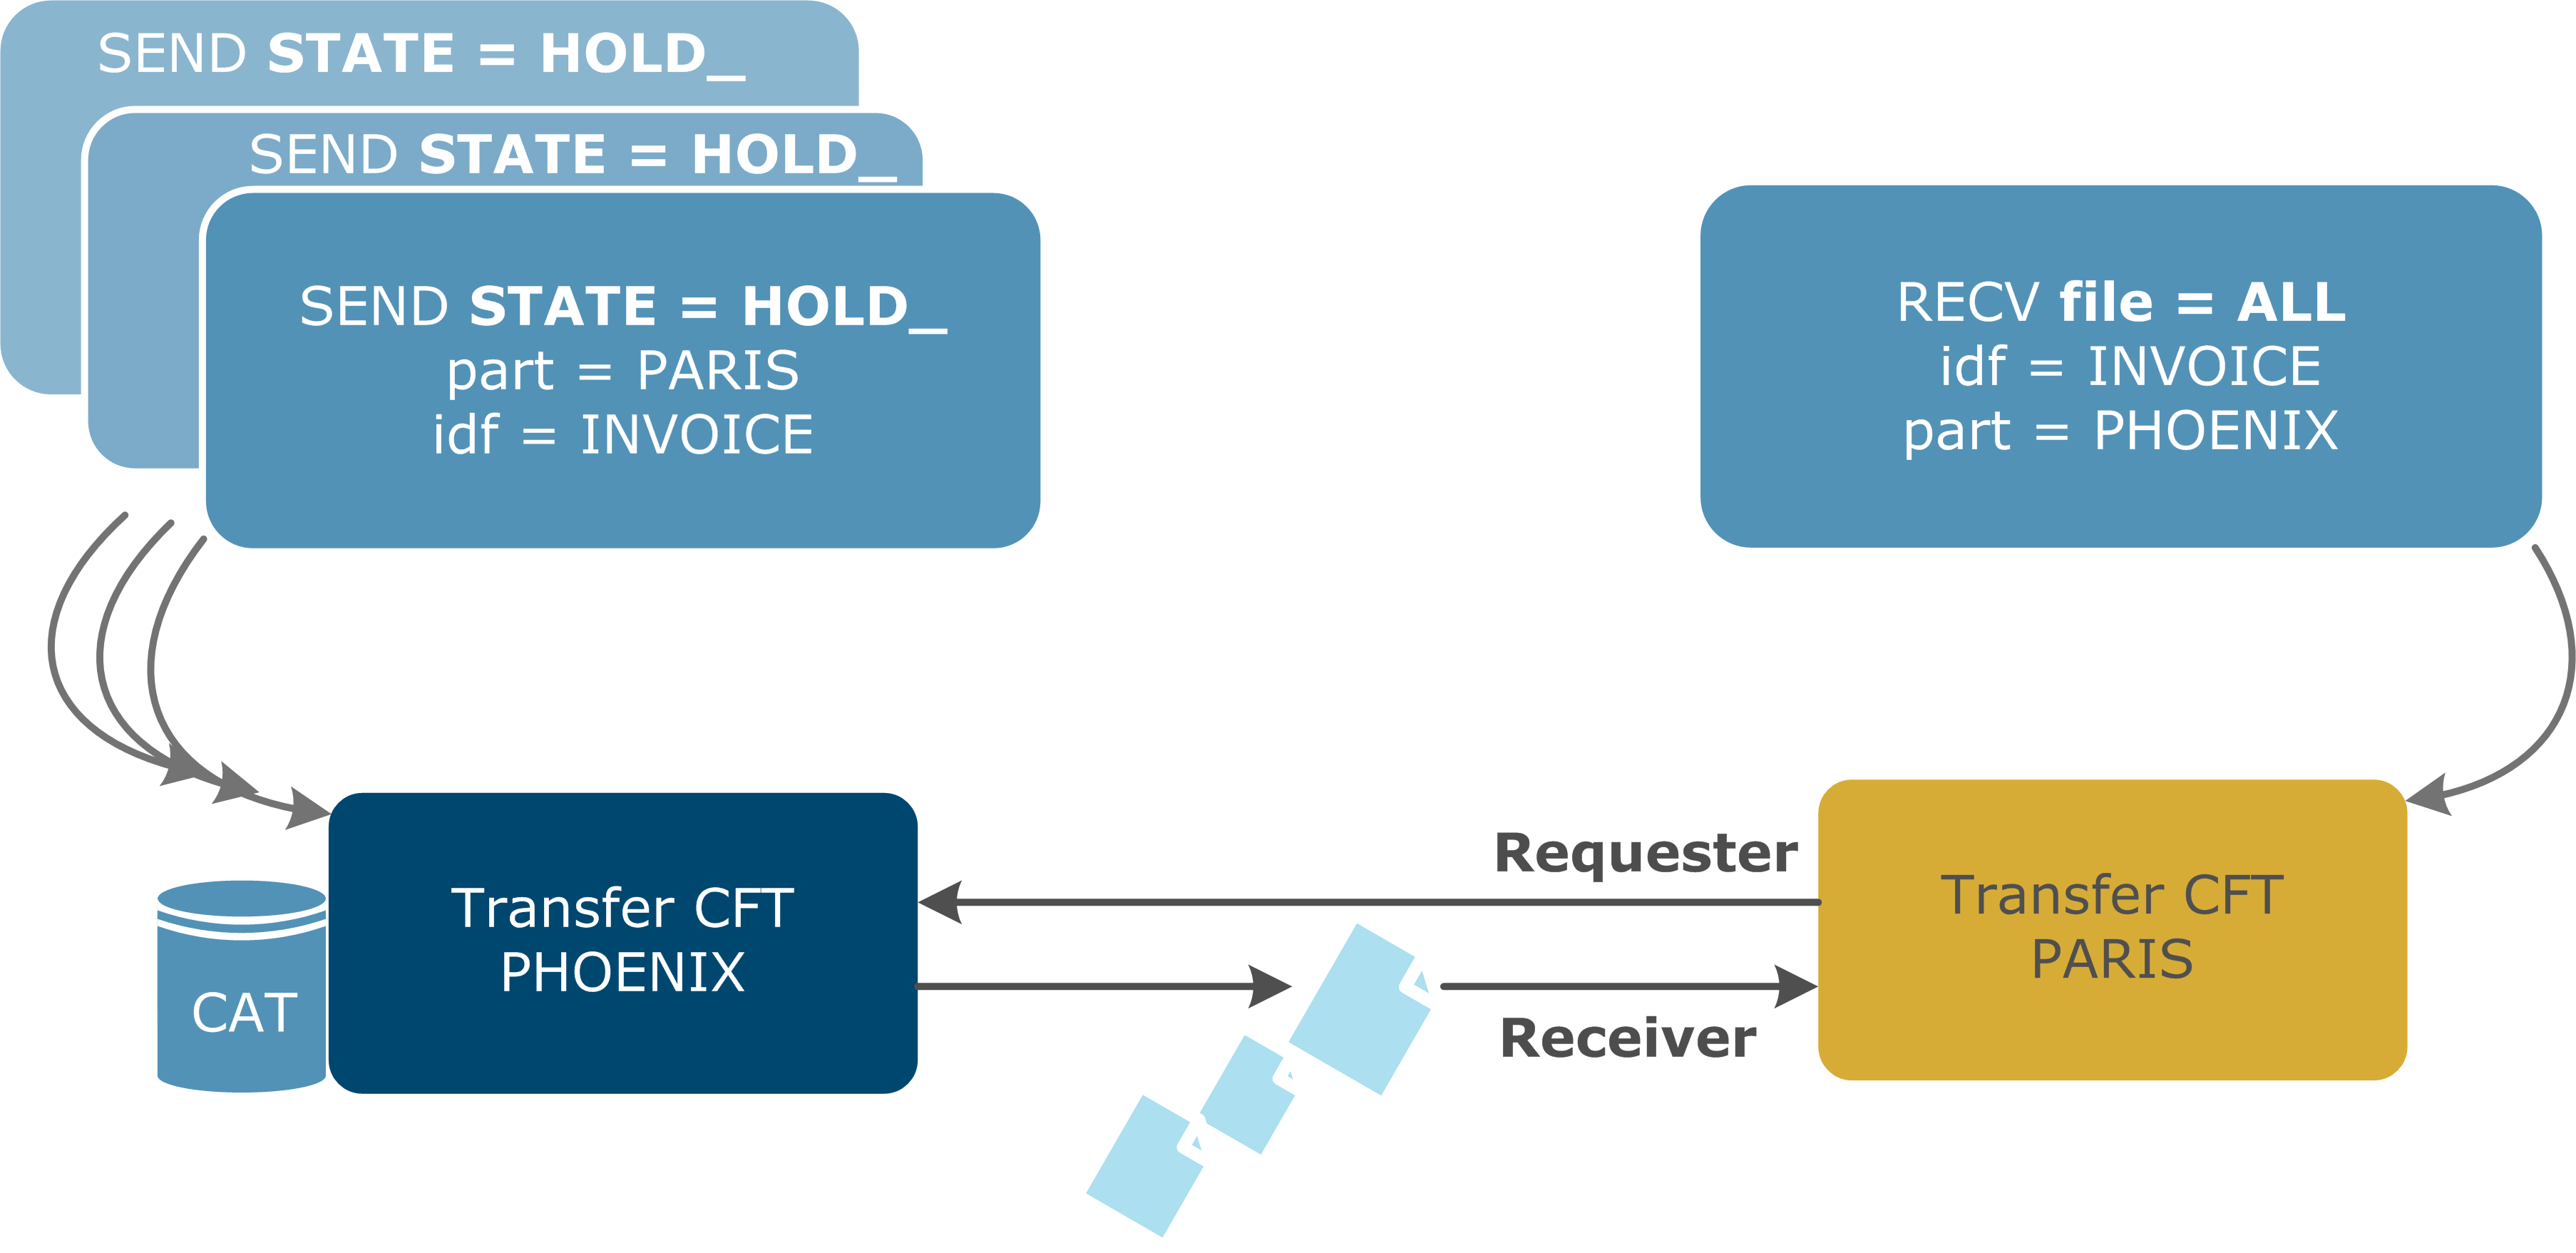 SEND STATE = HOLD_
SEND STATE = HOLD_
SEND STATE = HOLD_
part = PARIS
idf = INVOICE
RECV file = ALL
idf = INVOICE
part = PHOENIX
Requester
Transfer CFT
PHOENIX
Transfer CFT
PARIS
CAT
Receiver